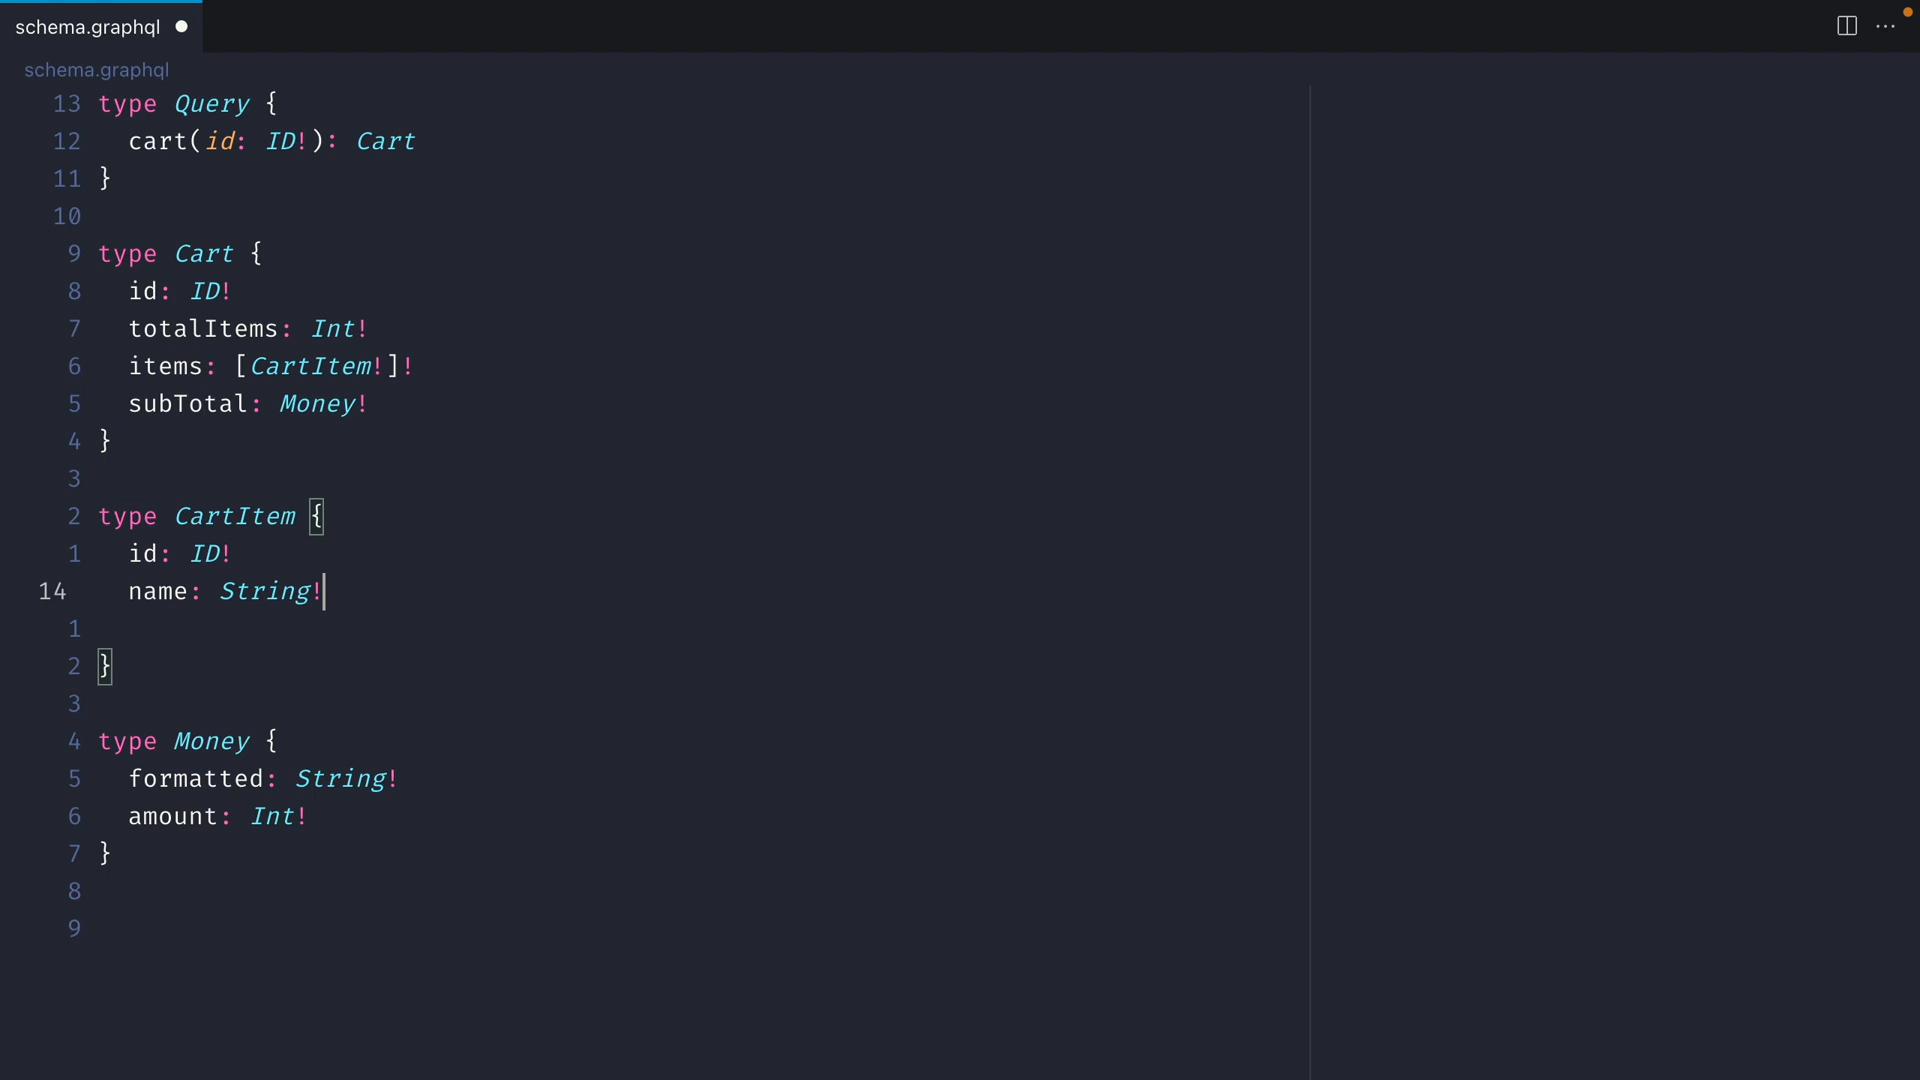 schema.graphql
schema.graphql
13 type Query {
12   cart(id: ID!): Cart
11 }
10
9 type Cart {
8   id: ID!
7   totalItems: Int!
6   items: [CartItem!]!
5   subTotal: Money!
4 }
3
2 type CartItem {
1   id: ID!
14   name: String!
1
2 }
3
4 type Money {
5   formatted: String!
6   amount: Int!
7 }
8
9